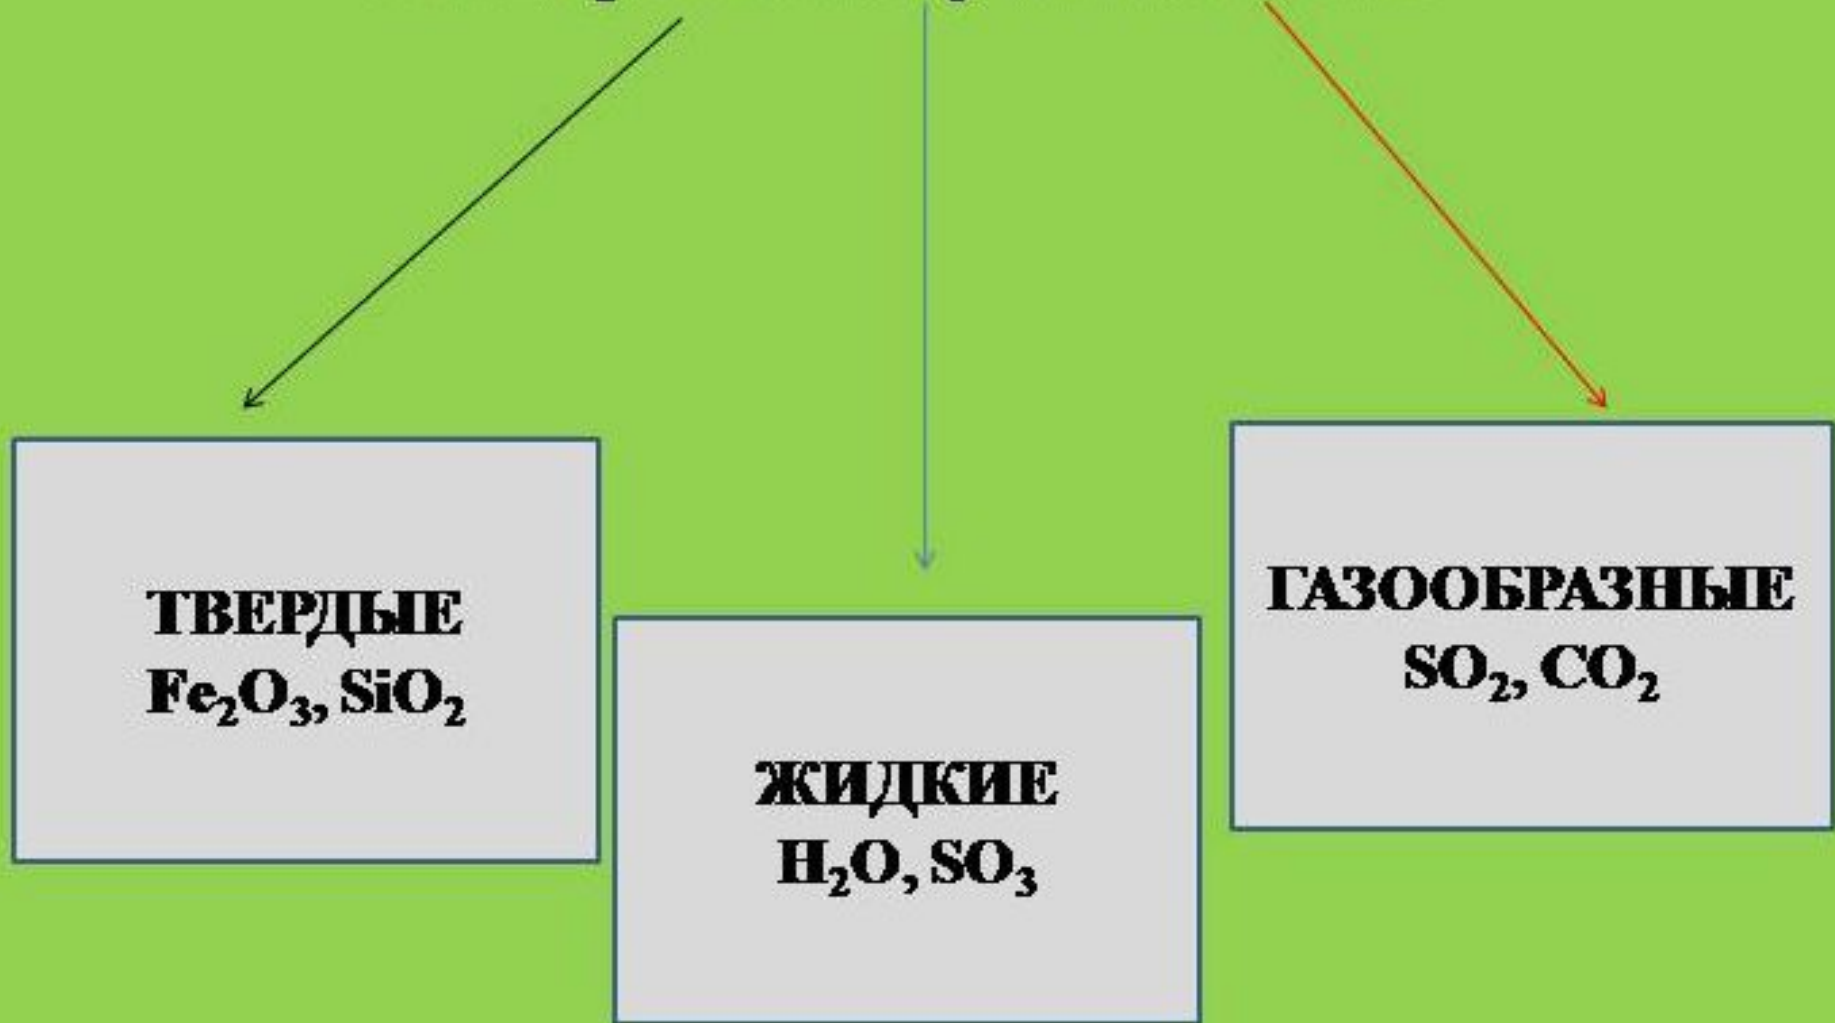 ТВЕРДЫЕ
Fe₂O₃, SiO₂
ЖИДКИЕ
H₂O, SO₃
ГАЗООБРАЗНЫЕ
SO₂, CO₂